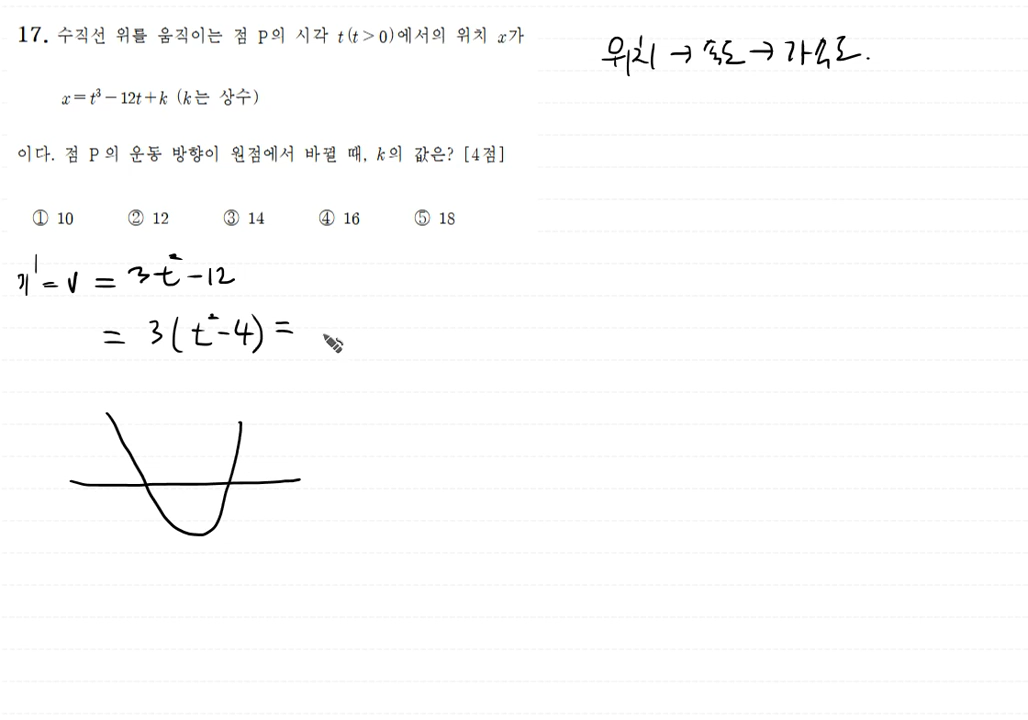 17. 수직선 위를 움직이는 점 P의 시각 t(t>0)에서의 위치 x가
x=t³-12t+k (k는 상수)
이다. 점 P의 운동 방향이 원점에서 바뀔 때, k의 값은? [4점]
① 10 ② 12 ③ 14 ④ 16 ⑤ 18
위치 → 속도 → 가속도.
x' = v = 3t²-12
= 3(t²-4) =